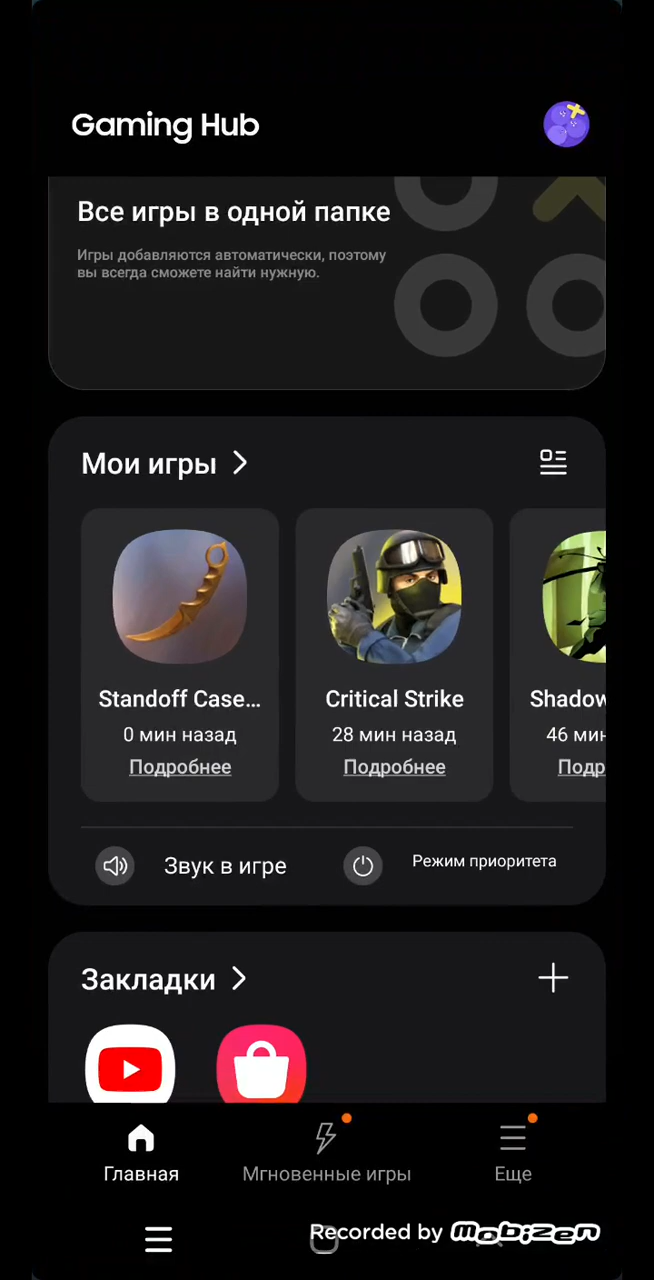 Gaming Hub
Все игры в одной папке
Игры добавляются автоматически, поэтому
вы всегда сможете найти нужную.
Мои игры
Standoff Case...
Critical Strike
Shadow
0 мин назад
28 мин назад
46 мин
Подробнее
Подробнее
Подр
Звук в игре
Режим приоритета
Закладки
Главная
Мгновенные игры
Еще
Recorded by mobizen